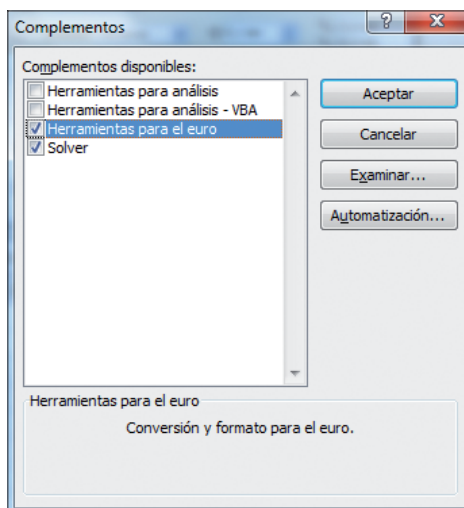 Complementos
?
X
Complementos disponibles:
Herramientas para análisis
Herramientas para análisis - VBA
Herramientas para el euro
Solver
Aceptar
Cancelar
Examinar...
Automatización...
Herramientas para el euro
Conversión y formato para el euro.